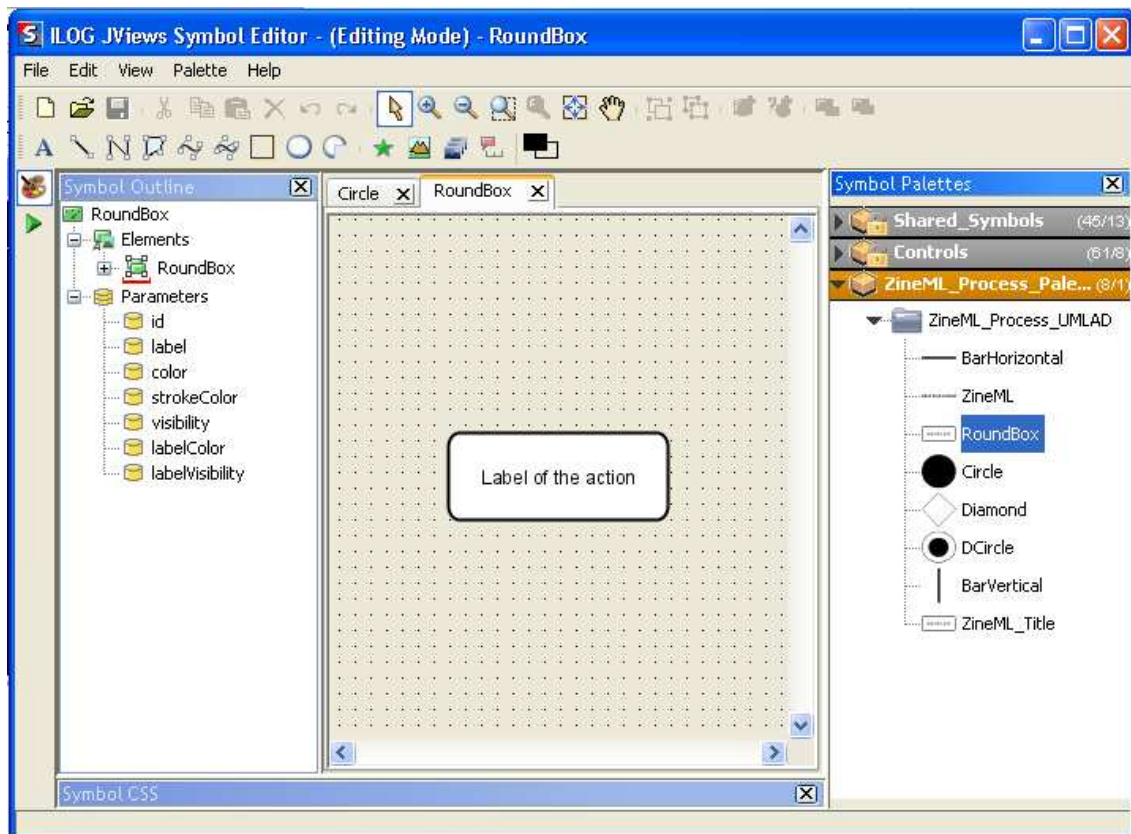 ILOG JViews Symbol Editor - (Editing Mode) - RoundBox
File Edit View Palette Help
A
Symbol Outline
RoundBox
Elements
RoundBox
Parameters
id
label
color
strokeColor
visibility
labelColor
labelVisibility
Circle RoundBox
Label of the action
Symbol Palettes
Shared_Symbols (45/13)
Controls (61/8)
ZineML_Process_Pale... (8/1)
ZineML_Process_UMLAD
BarHorizontal
ZineML
RoundBox
Circle
Diamond
DCircle
BarVertical
ZineML_Title
Symbol CSS